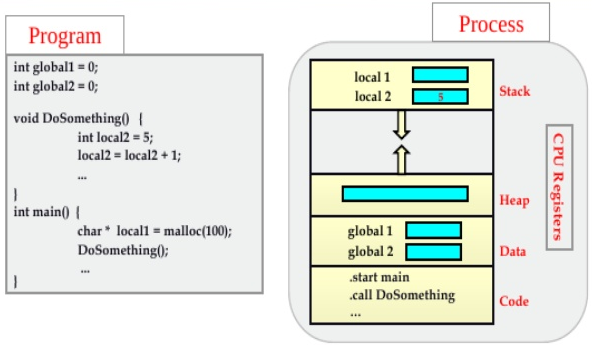 Program
int global1 = 0;
int global2 = 0;
void DoSomething() {
int local2 = 5;
local2 = local2 + 1;
...
}
int main() {
char * local1 = malloc(100);
DoSomething();
...
}
Process
local 1
local 2 5
Stack
Heap
global 1
global 2
Data
.start main
.call DoSomething
...
Code
CPU Registers